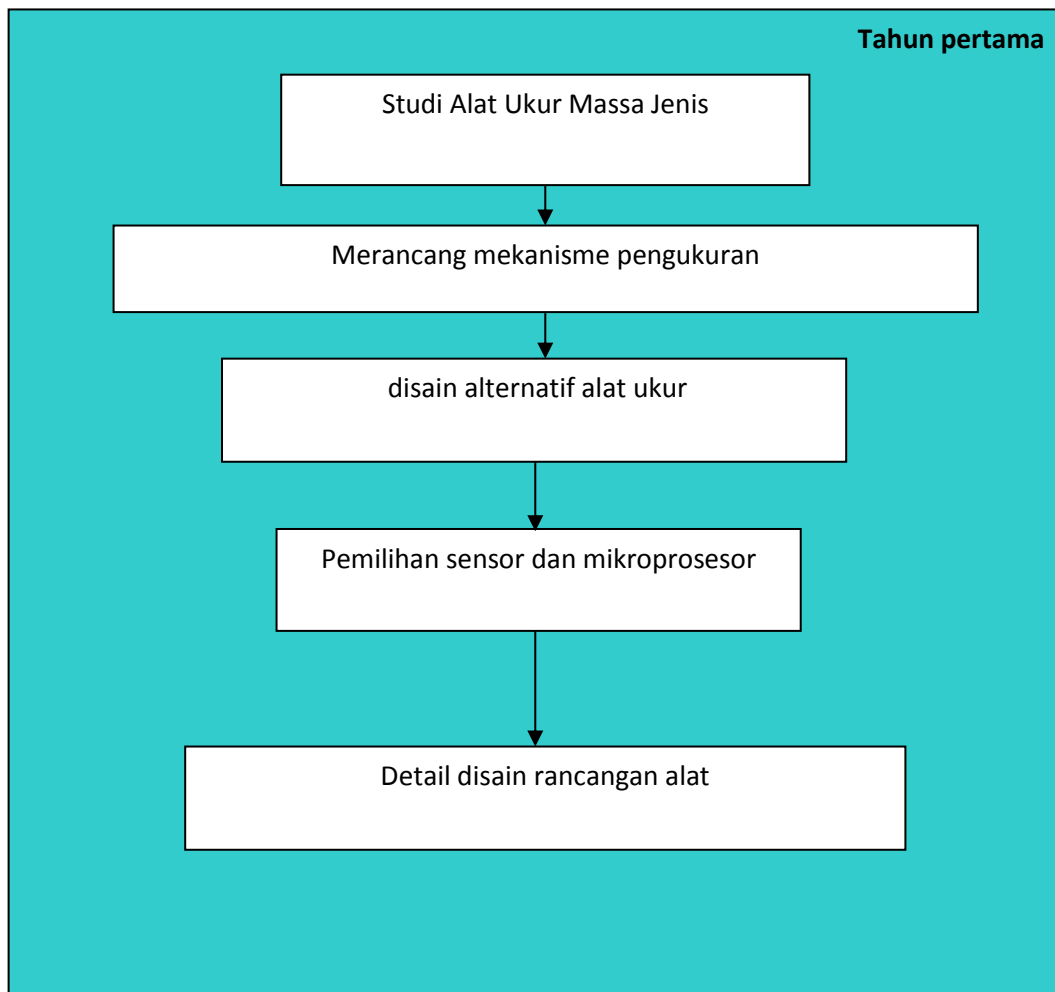 Tahun pertama
Studi Alat Ukur Massa Jenis
Merancang mekanisme pengukuran
disain alternatif alat ukur
Pemilihan sensor dan mikroprosesor
Detail disain rancangan alat